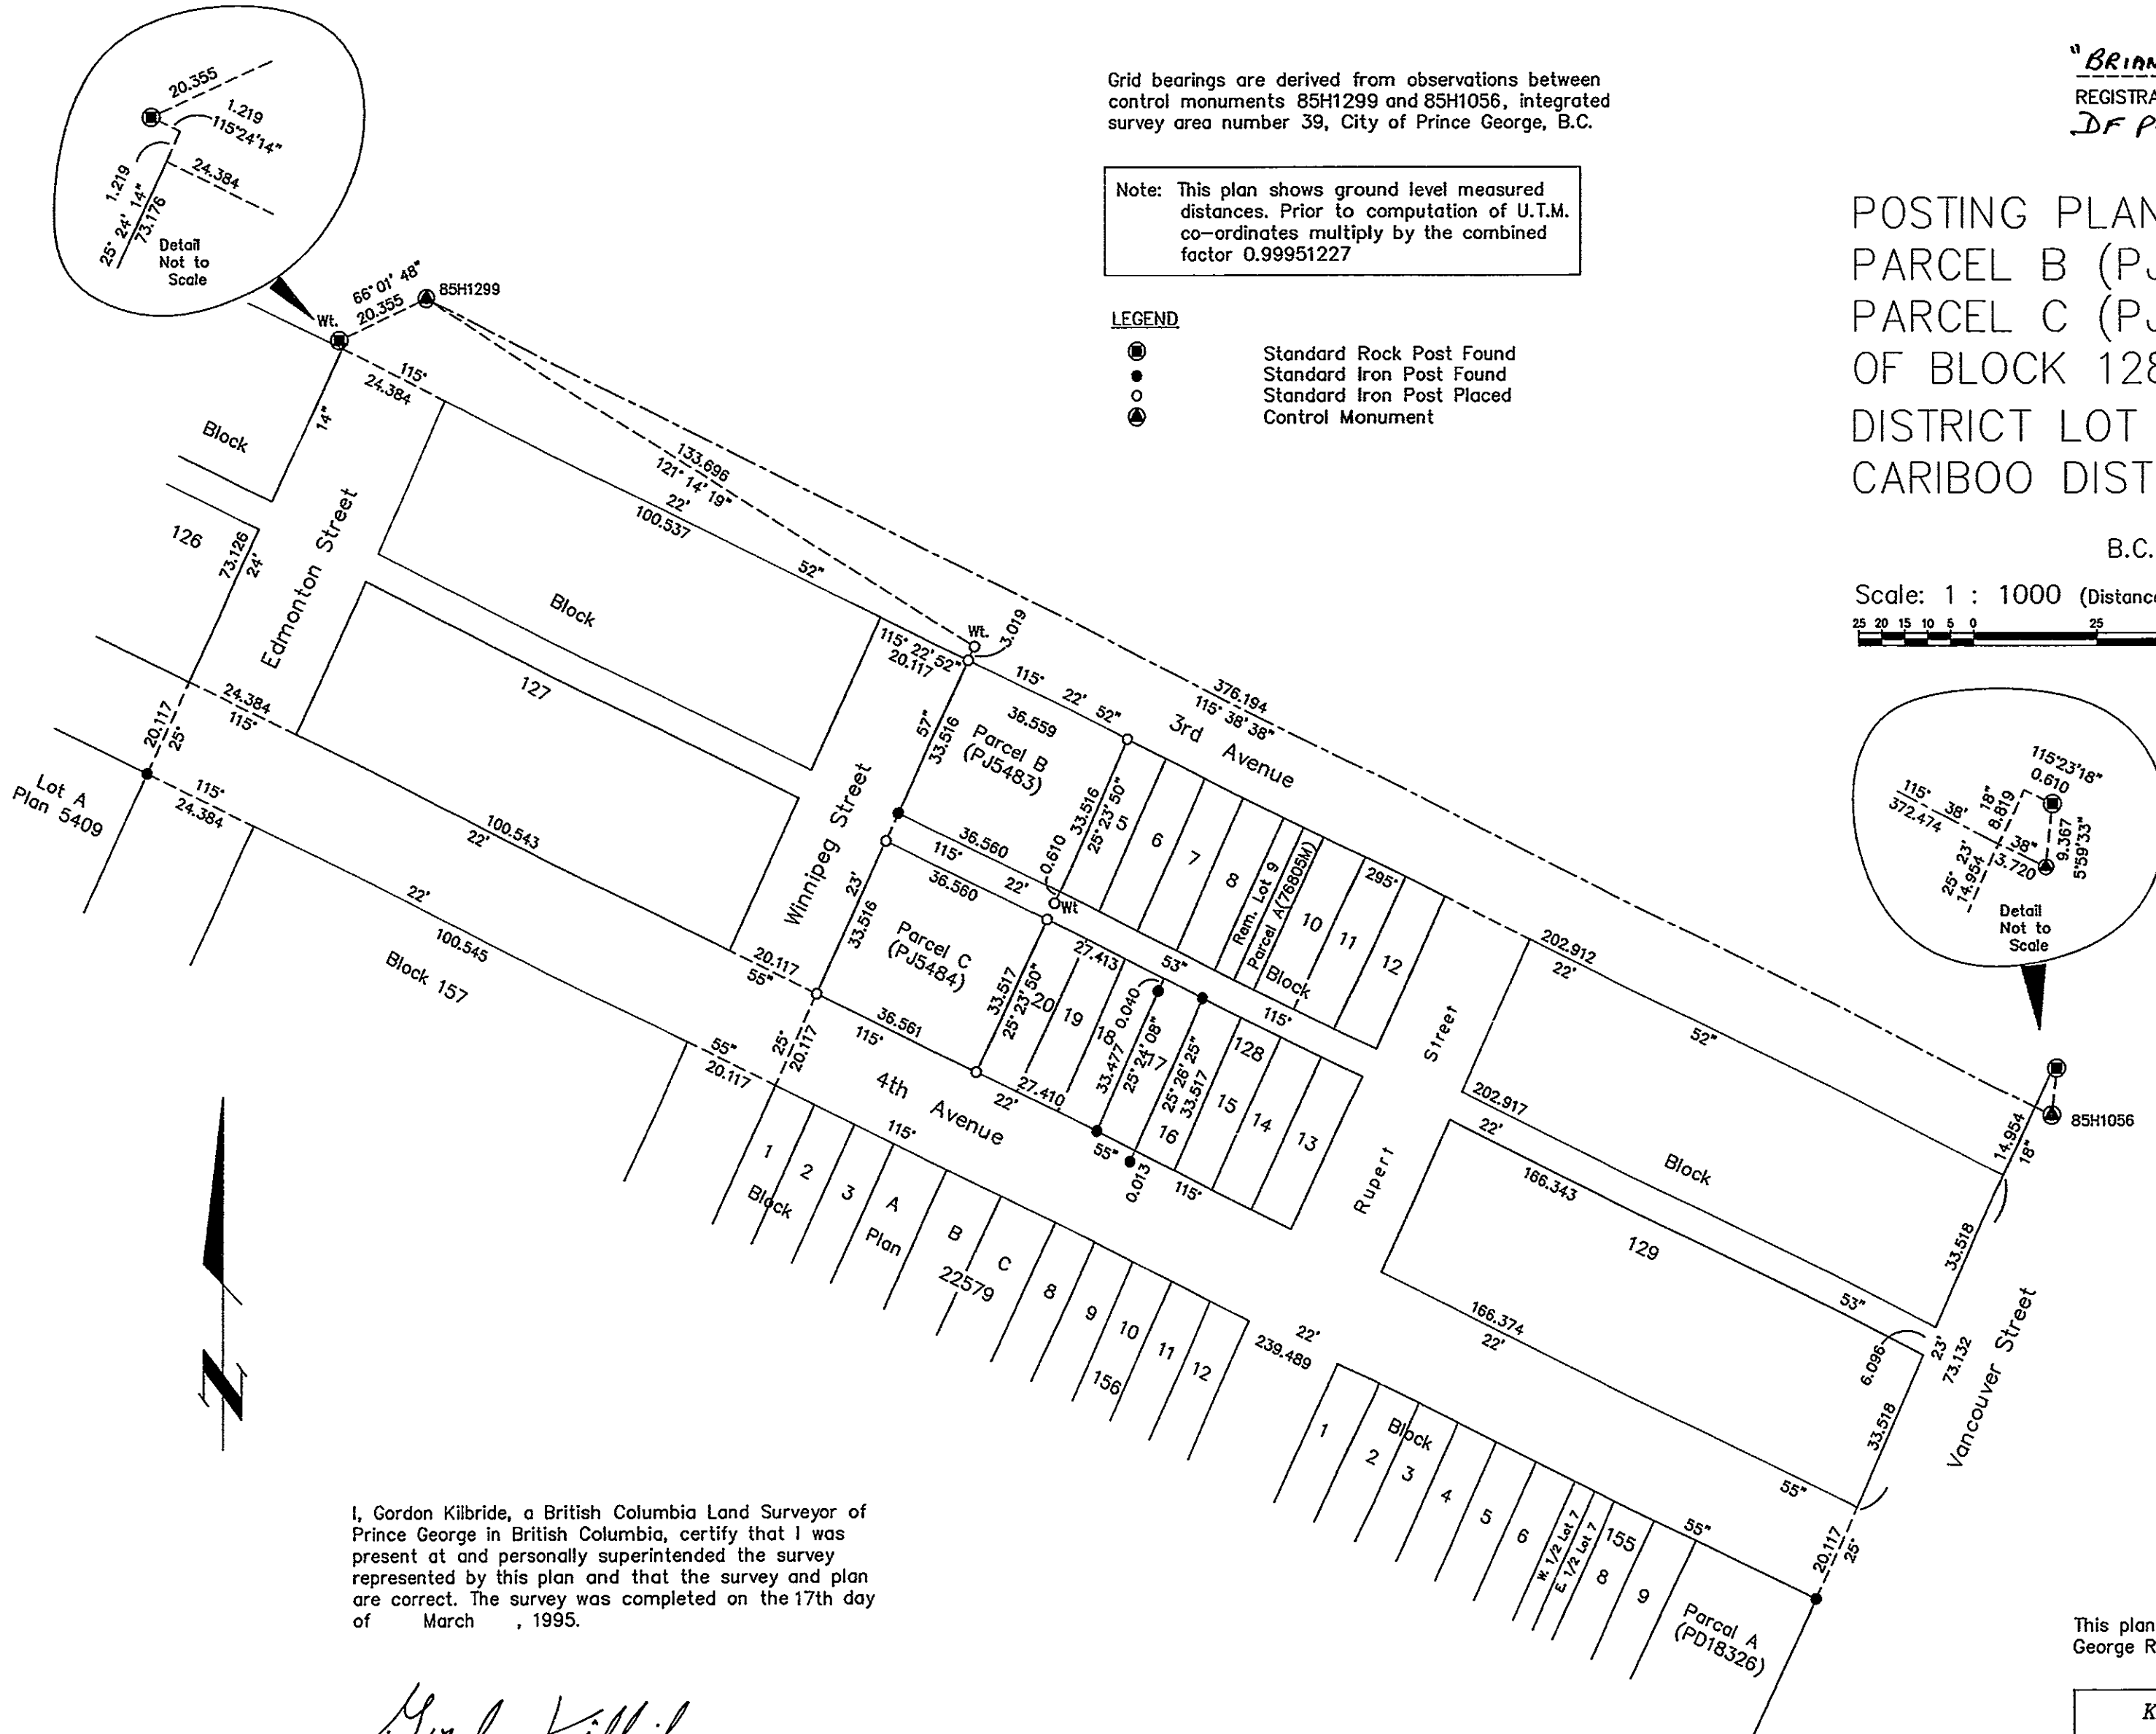 20.355
1.219
115°24'14"
24.384
1.219
25° 24' 14"
73.176
Detail
Not to
Scale
Grid bearings are derived from observations between
control monuments 85H1299 and 85H1056, integrated
survey area number 39, City of Prince George, B.C.
Note: This plan shows ground level measured
distances. Prior to computation of U.T.M.
co-ordinates multiply by the combined
factor 0.99951227
LEGEND
Standard Rock Post Found
Standard Iron Post Found
Standard Iron Post Placed
Control Monument
"BRIAN
REGISTRA
DF P
POSTING PLAN
PARCEL B (PJ
PARCEL C (PJ
OF BLOCK 128
DISTRICT LOT
CARIBOO DIST
B.C.
Scale: 1 : 1000 (Distance
25 20 15 10 5 0 25
115°23'18"
0.610
115° 38' 38"
372.474
18"
8.819
3.720
9.367
5°59'33"
25° 23'
14.954
Detail
Not to
Scale
66°01'48"
20.355
85H1299
Wt.
115°
24.384
14"
Block
126
73.126
24'
Edmonton Street
133.696
121° 14' 19"
22'
100.537
52"
Block
127
Wt.
3.019
115° 22' 52"
20.117
376.194
115° 38' 38"
3rd Avenue
115° 22' 52"
36.559
57"
33.516
Parcel B
(PJ5483)
33.516
25° 23' 50"
5
6
7
8
Rem. Lot 9
Parcel A(76805M)
10
11
12
295°
Block
Winnipeg Street
36.560
115°
22'
0.610
Wt
36.560
23'
33.516
Parcel C
(PJ5484)
33.517
25° 23' 50"
27.413
53"
115°
20
19
18
0.040
17
33.477
25° 24' 08"
25° 26' 25"
33.517
16
128
15
14
13
24.384
115°
20.117
25°
Lot A
Plan 5409
115°
24.384
100.543
22'
22'
100.545
Block 157
20.117
55"
25°
20.117
55"
20.117
36.561
115°
22'
27.410
55"
0.013
115°
4th Avenue
115°
1
2
3
A
B
C
Block
Plan
22579
8
9
10
11
12
156
22'
239.489
Rupert
Street
202.912
22'
52"
202.917
22'
Block
166.343
129
53"
166.374
22'
55"
85H1056
14.954
18"
33.518
6.096
23'
73.132
33.518
Vancouver Street
20.117
25°
1
Block
2
3
4
5
6
W. 1/2 Lot 7
E. 1/2 Lot 7
155
8
9
55"
Parcal A
(PD18326)
N
I, Gordon Kilbride, a British Columbia Land Surveyor of
Prince George in British Columbia, certify that I was
present at and personally superintended the survey
represented by this plan and that the survey and plan
are correct. The survey was completed on the 17th day
of March , 1995.
This plan
George R
K